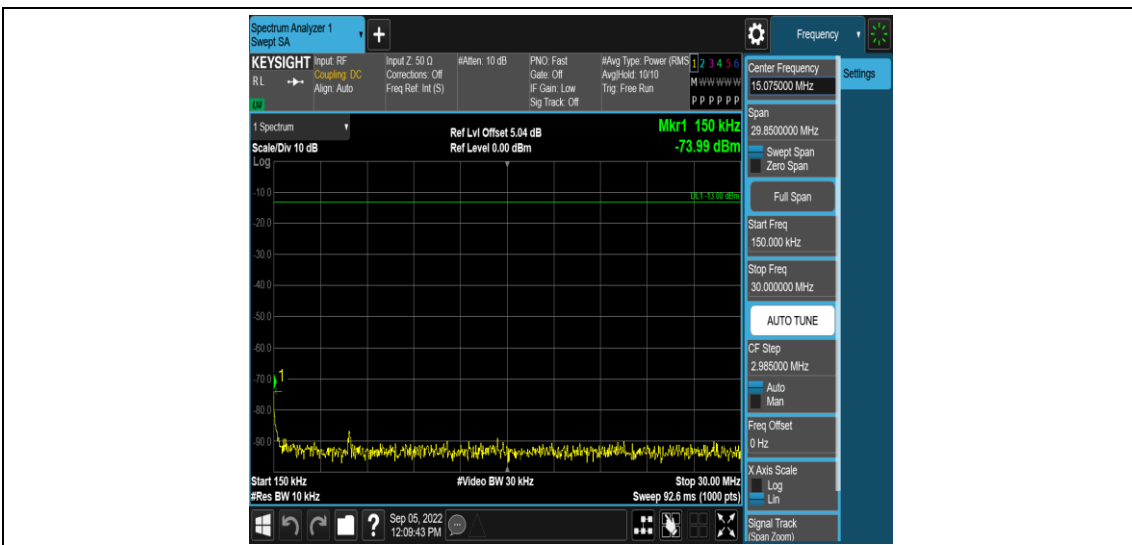 Spectrum Analyzer 1
Swept SA
+
Frequency
KEYSIGHT
RL
Input: RF
Coupling: DC
Align: Auto
Input Z: 50 Ω
Corrections: Off
Freq Ref: Int (S)
#Atten: 10 dB
PNO: Fast
Gate: Off
IF Gain: Low
Sig Track: Off
#Avg Type: Power (RMS
Avg|Hold: 10/10
Trig: Free Run
1 2 3 4 5 6
M W W W W W
P P P P P P
1 Spectrum
Scale/Div 10 dB
Ref Lvl Offset 5.04 dB
Ref Level 0.00 dBm
Mkr1 150 kHz
-73.99 dBm
Log
-10.0
DL1 -13.00 dBm
-20.0
-30.0
-40.0
-50.0
-60.0
-70.0
1
-80.0
-90.0
Start 150 kHz
#Video BW 30 kHz
Stop 30.00 MHz
#Res BW 10 kHz
Sweep 92.6 ms (1000 pts)
?
Sep 05, 2022
12:09:43 PM
Center Frequency
15.075000 MHz
Settings
Span
29.8500000 MHz
Swept Span
Zero Span
Full Span
Start Freq
150.000 kHz
Stop Freq
30.000000 MHz
AUTO TUNE
CF Step
2.985000 MHz
Auto
Man
Freq Offset
0 Hz
X Axis Scale
Log
Lin
Signal Track
(Span Zoom)